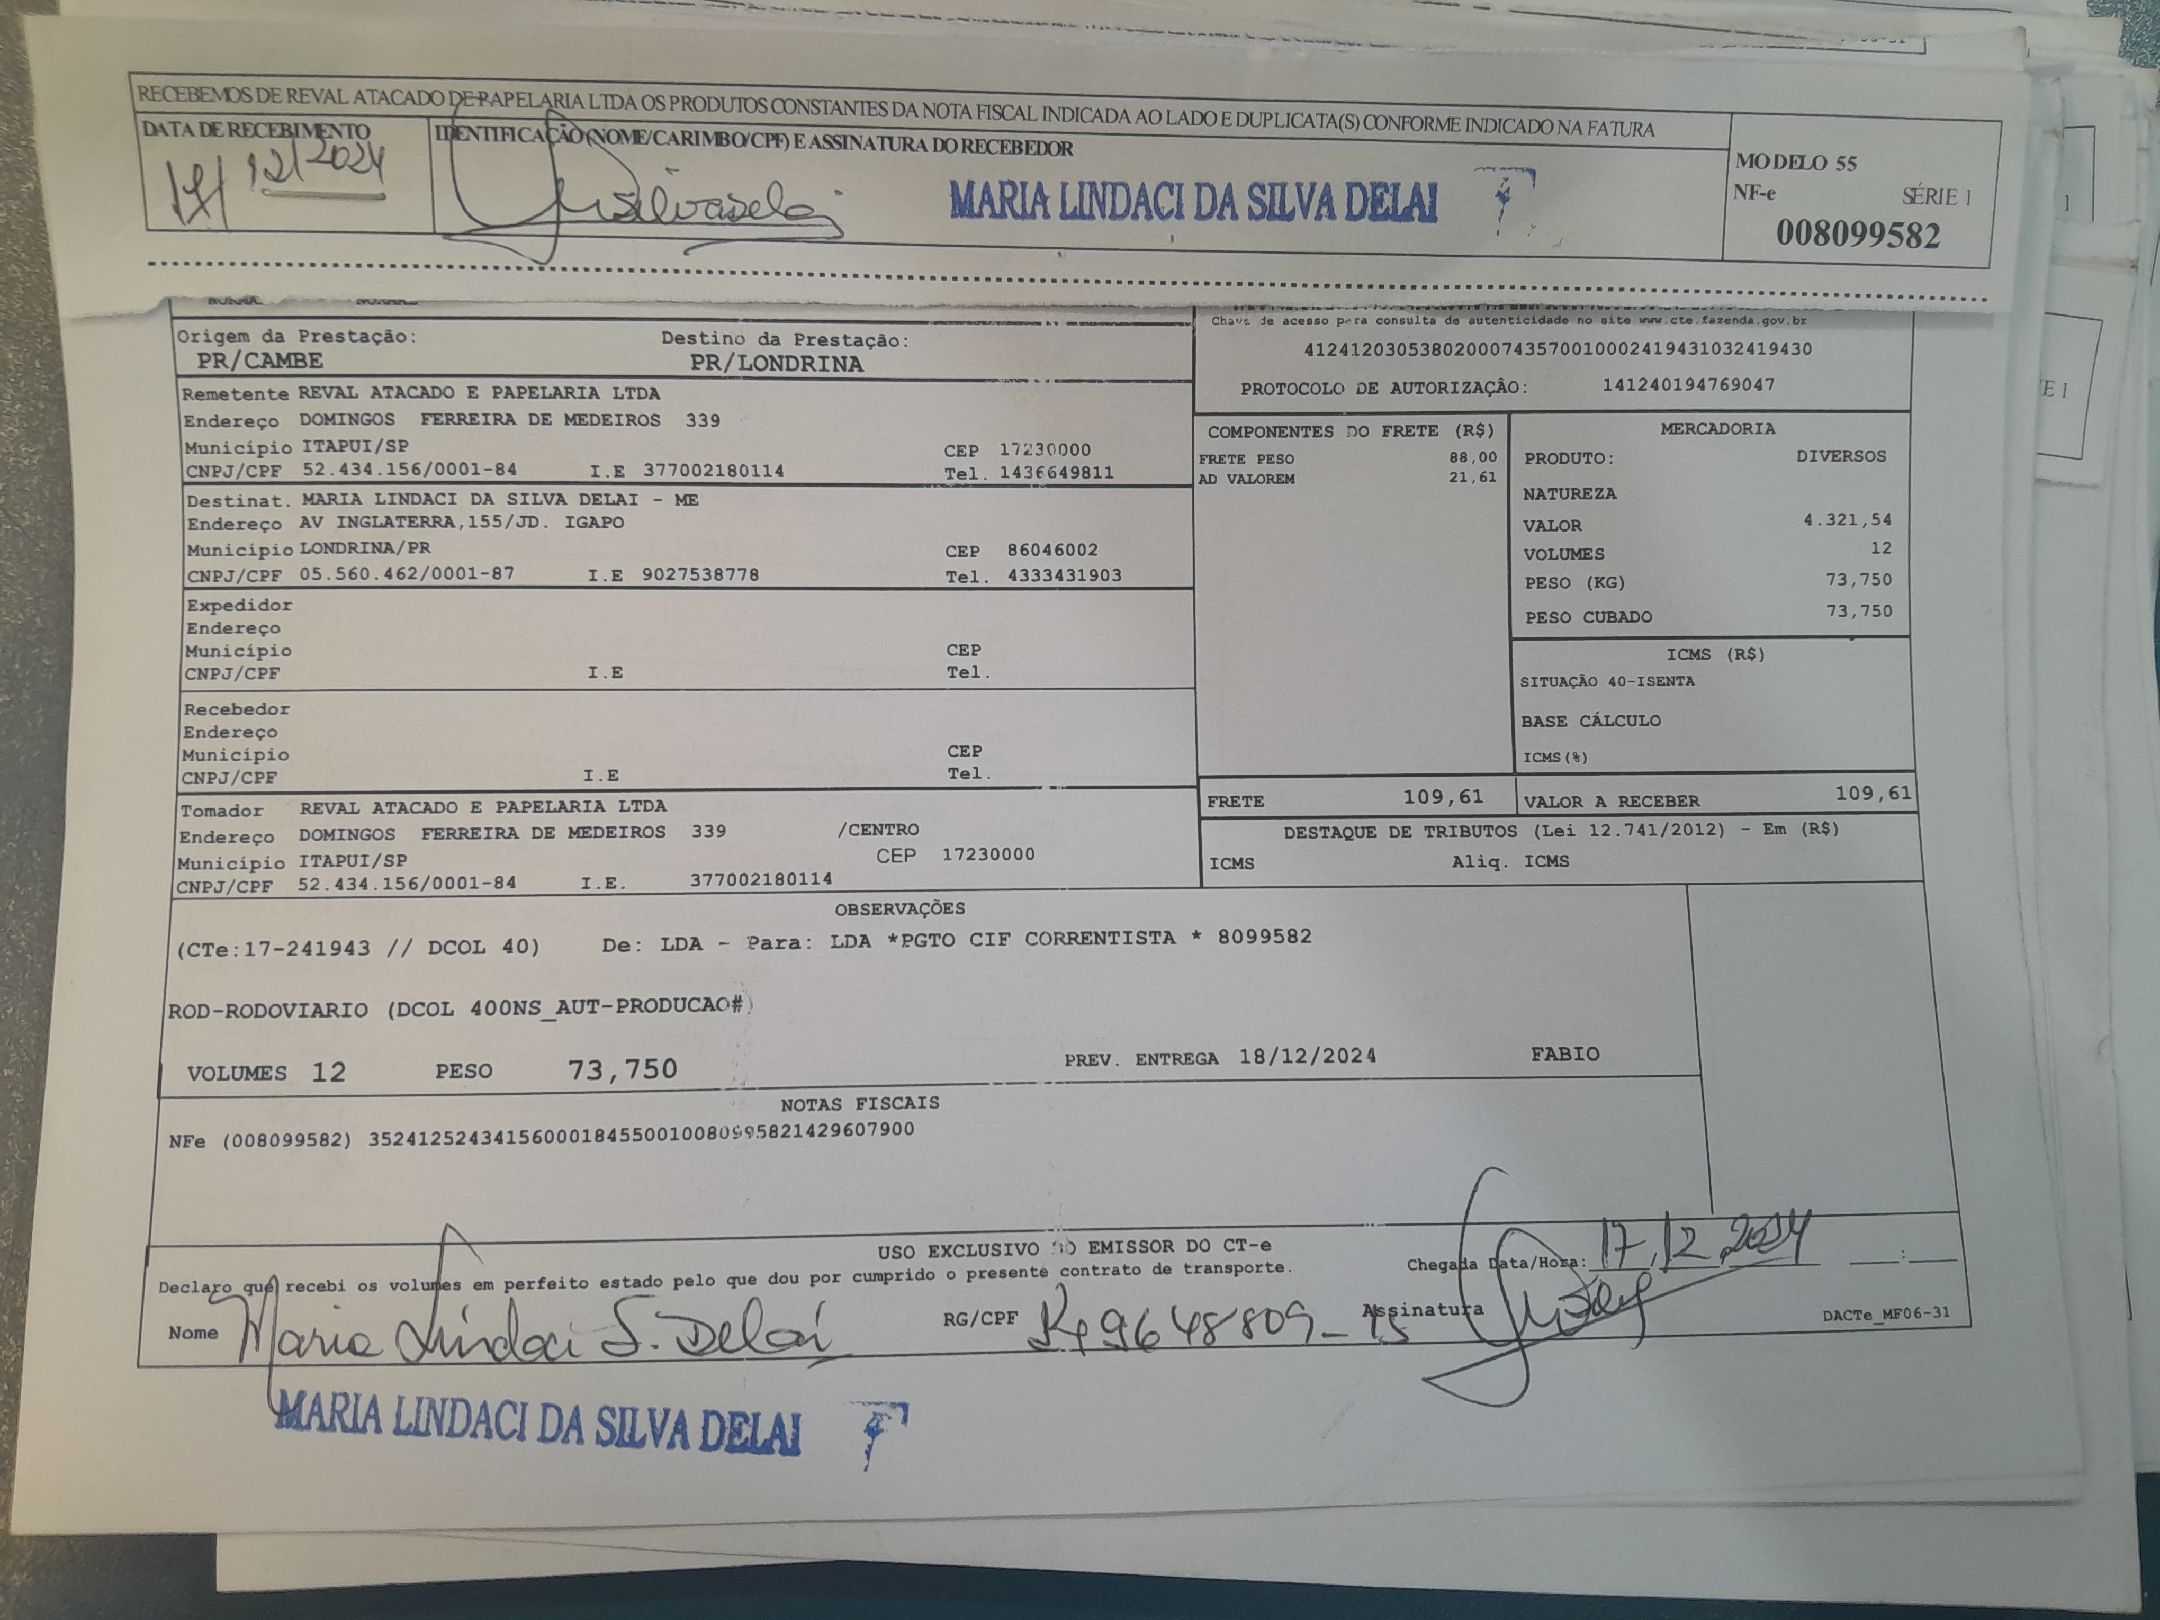 RECEBEMOS DE REVAL ATACADO DE PAPELARIA LTDA OS PRODUTOS CONSTANTES DA NOTA FISCAL INDICADA AO LADO E DUPLICATA(S) CONFORME INDICADO NA FATURA
DATA DE RECEBIMENTO
17/12/2024
IDENTIFICAÇÃO (NOME/CARIMBO/CPF) E ASSINATURA DO RECEBEDOR
MARIA LINDACI DA SILVA DELAI
MODELO 55
NF-e SÉRIE 1
008099582
Origem da Prestação: Destino da Prestação:
PR/CAMBE PR/LONDRINA
Chave de acesso para consulta de autenticidade no site www.cte.fazenda.gov.br
41241203053802000743570010002419431032419430
PROTOCOLO DE AUTORIZAÇÃO: 141240194769047
Remetente REVAL ATACADO E PAPELARIA LTDA
Endereço DOMINGOS FERREIRA DE MEDEIROS 339
Município ITAPUI/SP CEP 17230000
CNPJ/CPF 52.434.156/0001-84 I.E 377002180114 Tel. 1436649811
Destinat. MARIA LINDACI DA SILVA DELAI - ME
Endereço AV INGLATERRA,155/JD. IGAPO
Município LONDRINA/PR CEP 86046002
CNPJ/CPF 05.560.462/0001-87 I.E 9027538778 Tel. 4333431903
Expedidor
Endereço
Município CEP
CNPJ/CPF I.E Tel.
Recebedor
Endereço
Município CEP
CNPJ/CPF I.E Tel.
Tomador REVAL ATACADO E PAPELARIA LTDA
Endereço DOMINGOS FERREIRA DE MEDEIROS 339 /CENTRO
Município ITAPUI/SP CEP 17230000
CNPJ/CPF 52.434.156/0001-84 I.E. 377002180114
COMPONENTES DO FRETE (R$)
FRETE PESO 88,00
AD VALOREM 21,61
MERCADORIA
PRODUTO: DIVERSOS
NATUREZA
VALOR 4.321,54
VOLUMES 12
PESO (KG) 73,750
PESO CUBADO 73,750
ICMS (R$)
SITUAÇÃO 40-ISENTA
BASE CÁLCULO
ICMS(%)
FRETE 109,61 VALOR A RECEBER 109,61
DESTAQUE DE TRIBUTOS (Lei 12.741/2012) - Em (R$)
ICMS Aliq. ICMS
OBSERVAÇÕES
(CTe:17-241943 // DCOL 40) De: LDA - Para: LDA *PGTO CIF CORRENTISTA * 8099582
ROD-RODOVIARIO (DCOL 400NS_AUT-PRODUCAO#)
VOLUMES 12 PESO 73,750 PREV. ENTREGA 18/12/2024 FABIO
NOTAS FISCAIS
NFe (008099582) 35241252434156000184550010080995821429607900
USO EXCLUSIVO DO EMISSOR DO CT-e
Declaro que recebi os volumes em perfeito estado pelo que dou por cumprido o presente contrato de transporte.
Chegada Data/Hora: 17.12.2024 __:__
Nome Maria Lindaci S. Delai RG/CPF Assinatura
DACTe_MF06-31
MARIA LINDACI DA SILVA DELAI